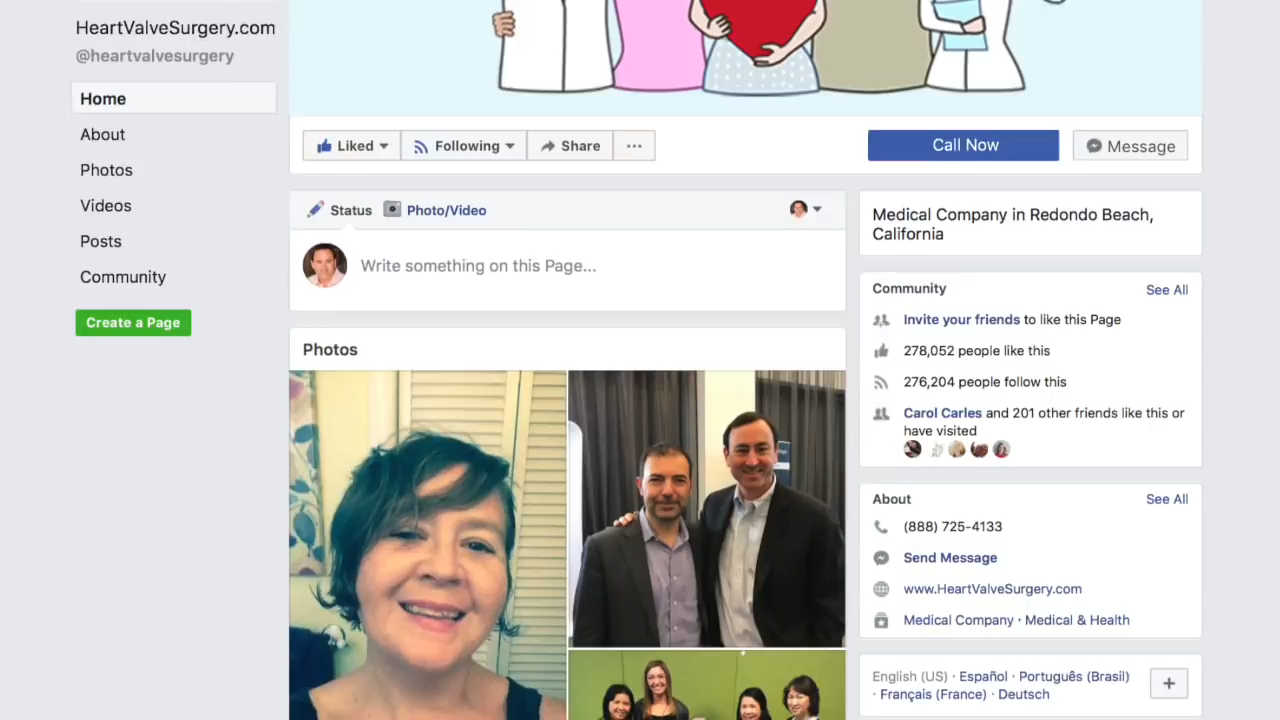 HeartValveSurgery.com
@heartvalvesurgery
Home
About
Photos
Videos
Posts
Community
Create a Page
Liked
Following
Share
...
Call Now
Message
Status
Photo/Video
Write something on this Page...
Photos
Medical Company in Redondo Beach,
California
Community
See All
Invite your friends to like this Page
278,052 people like this
276,204 people follow this
Carol Carles and 201 other friends like this or
have visited
About
See All
(888) 725-4133
Send Message
www.HeartValveSurgery.com
Medical Company · Medical & Health
English (US) · Español · Português (Brasil)
· Français (France) · Deutsch
+